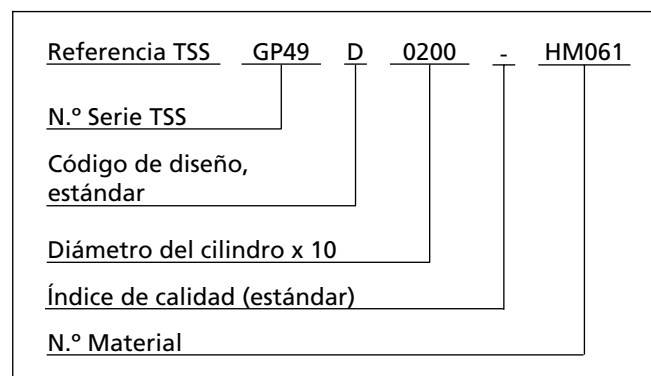 Referencia TSS GP49 D 0200 - HM061
N.º Serie TSS
Código de diseño,
estándar
Diámetro del cilindro x 10
Índice de calidad (estándar)
N.º Material